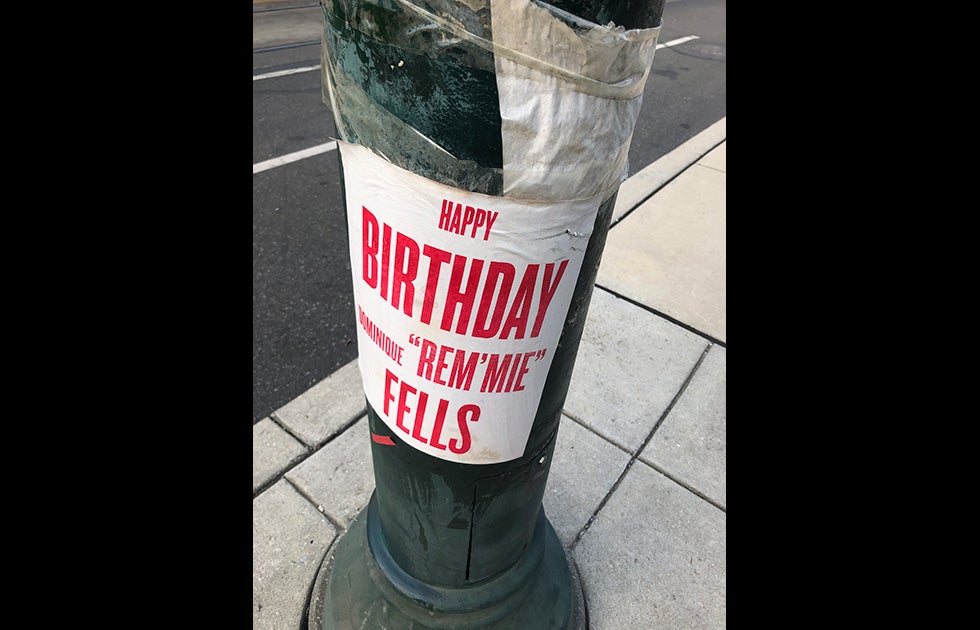 HAPPY
BIRTHDAY
DOMINIQUE “REM’MIE”
FELLS